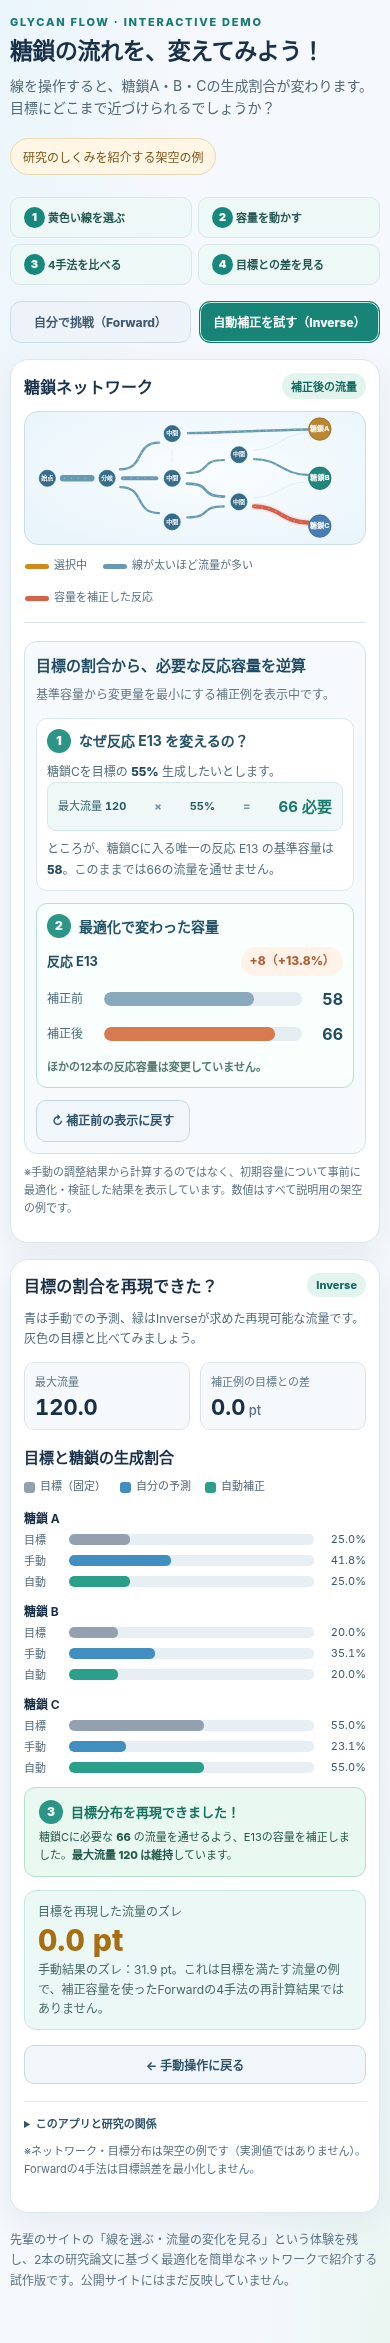 GLYCAN FLOW · INTERACTIVE DEMO
糖鎖の流れを、変えてみよう！
線を操作すると、糖鎖A・B・Cの生成割合が変わります。
目標にどこまで近づけられるでしょうか？
研究のしくみを紹介する架空の例
1 黄色い線を選ぶ
2 容量を動かす
3 4手法を比べる
4 目標との差を見る
自分で挑戦（Forward）
自動補正を試す（Inverse）
糖鎖ネットワーク
補正後の流量
始点
分岐
中間
中間
中間
中間
中間
糖鎖A
糖鎖B
糖鎖C
選択中
線が太いほど流量が多い
容量を補正した反応
目標の割合から、必要な反応容量を逆算
基準容量から変更量を最小にする補正例を表示中です。
1 なぜ反応 E13 を変えるの？
糖鎖Cを目標の 55% 生成したいとします。
最大流量 120 × 55% = 66 必要
ところが、糖鎖Cに入る唯一の反応 E13 の基準容量は
58。このままでは66の流量を通せません。
2 最適化で変わった容量
反応 E13
+8（+13.8%）
補正前 58
補正後 66
ほかの12本の反応容量は変更していません。
↻ 補正前の表示に戻す
※手動の調整結果から計算するのではなく、初期容量について事前に
最適化・検証した結果を表示しています。数値はすべて説明用の架空
の例です。
目標の割合を再現できた？
Inverse
青は手動での予測、緑はInverseが求めた再現可能な流量です。
灰色の目標と比べてみましょう。
最大流量
120.0
補正例の目標との差
0.0 pt
目標と糖鎖の生成割合
目標（固定）
自分の予測
自動補正
糖鎖 A
目標 25.0%
手動 41.8%
自動 25.0%
糖鎖 B
目標 20.0%
手動 35.1%
自動 20.0%
糖鎖 C
目標 55.0%
手動 23.1%
自動 55.0%
3 目標分布を再現できました！
糖鎖Cに必要な 66 の流量を通せるよう、E13の容量を補正しま
した。最大流量 120 は維持しています。
目標を再現した流量のズレ
0.0 pt
手動結果のズレ：31.9 pt。これは目標を満たす流量の例
で、補正容量を使ったForwardの4手法の再計算結果では
ありません。
← 手動操作に戻る
▶ このアプリと研究の関係
※ネットワーク・目標分布は架空の例です（実測値ではありません）。
Forwardの4手法は目標誤差を最小化しません。
先輩のサイトの「線を選ぶ・流量の変化を見る」という体験を残
し、2本の研究論文に基づく最適化を簡単なネットワークで紹介する
試作版です。公開サイトにはまだ反映していません。